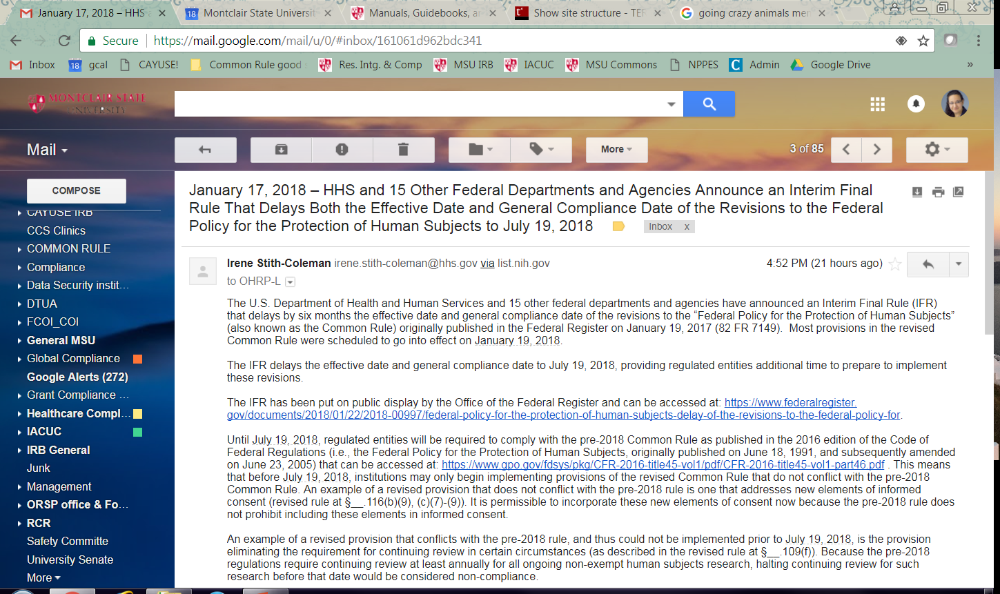 January 17, 2018 – HHS a
Montclair State Universit
Manuals, Guidebooks, a
Show site structure - TE
going crazy animals me
Secure
https://mail.google.com/mail/u/0/#inbox/161061d962bdc341
Inbox
18 gcal
CAYUSE!
Common Rule good
Res. Intg. & Comp
MSU IRB
IACUC
MSU Commons
NPPES
Admin
Google Drive
»
MONTCLAIR STATE
UNIVERSITY
Mail
More
3 of 85
COMPOSE
CAYUSE IRB
CCS Clinics
COMMON RULE
Compliance
Data Security instit…
DTUA
FCOI_COI
General MSU
Global Compliance
Google Alerts (272)
Grant Compliance …
Healthcare Compl…
IACUC
IRB General
Junk
Management
ORSP office & Fo…
RCR
Safety Committe
University Senate
More
January 17, 2018 – HHS and 15 Other Federal Departments and Agencies Announce an Interim Final
Rule That Delays Both the Effective Date and General Compliance Date of the Revisions to the Federal
Policy for the Protection of Human Subjects to July 19, 2018 Inbox x
Irene Stith-Coleman irene.stith-coleman@hhs.gov via list.nih.gov 4:52 PM (21 hours ago)
to OHRP-L
The U.S. Department of Health and Human Services and 15 other federal departments and agencies have announced an Interim Final Rule (IFR)
that delays by six months the effective date and general compliance date of the revisions to the “Federal Policy for the Protection of Human Subjects”
(also known as the Common Rule) originally published in the Federal Register on January 19, 2017 (82 FR 7149). Most provisions in the revised
Common Rule were scheduled to go into effect on January 19, 2018.
The IFR delays the effective date and general compliance date to July 19, 2018, providing regulated entities additional time to prepare to implement
these revisions.
The IFR has been put on public display by the Office of the Federal Register and can be accessed at: https://www.federalregister.
gov/documents/2018/01/22/2018-00997/federal-policy-for-the-protection-of-human-subjects-delay-of-the-revisions-to-the-federal-policy-for.
Until July 19, 2018, regulated entities will be required to comply with the pre-2018 Common Rule as published in the 2016 edition of the Code of
Federal Regulations (i.e., the Federal Policy for the Protection of Human Subjects, originally published on June 18, 1991, and subsequently amended
on June 23, 2005) that can be accessed at: https://www.gpo.gov/fdsys/pkg/CFR-2016-title45-vol1/pdf/CFR-2016-title45-vol1-part46.pdf . This means
that before July 19, 2018, institutions may only begin implementing provisions of the revised Common Rule that do not conflict with the pre-2018
Common Rule. An example of a revised provision that does not conflict with the pre-2018 rule is one that addresses new elements of informed
consent (revised rule at §__.116(b)(9), (c)(7)-(9)). It is permissible to incorporate these new elements of consent now because the pre-2018 rule does
not prohibit including these elements in informed consent.
An example of a revised provision that conflicts with the pre-2018 rule, and thus could not be implemented prior to July 19, 2018, is the provision
eliminating the requirement for continuing review in certain circumstances (as described in the revised rule at §__.109(f)). Because the pre-2018
regulations require continuing review at least annually for all ongoing non-exempt human subjects research, halting continuing review for such
research before that date would be considered non-compliance.